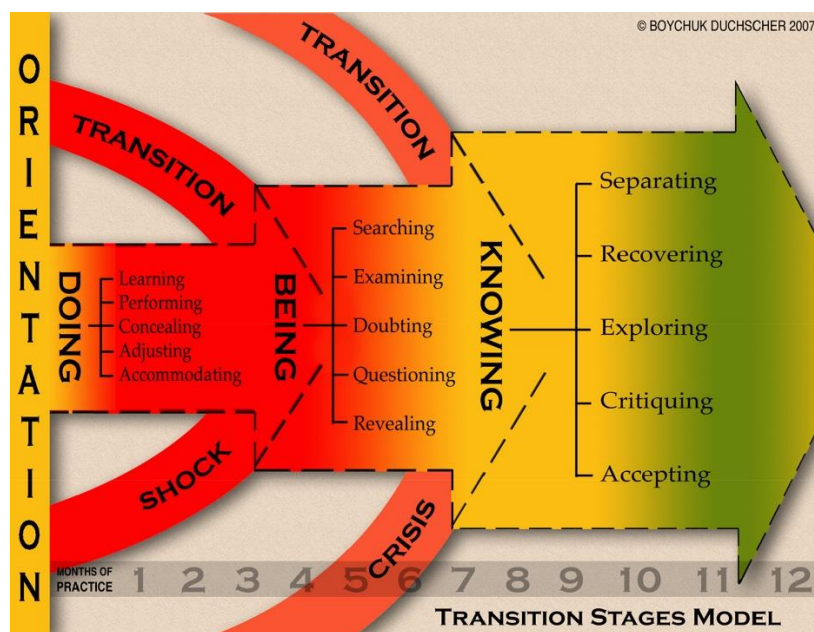 © BOYCHUK DUCHSCHER 2007
ORIENTATION
TRANSITION
SHOCK
TRANSITION
CRISIS
DOING
Learning
Performing
Concealing
Adjusting
Accommodating
BEING
Searching
Examining
Doubting
Questioning
Revealing
KNOWING
Separating
Recovering
Exploring
Critiquing
Accepting
MONTHS OF
PRACTICE 1 2 3 4 5 6 7 8 9 10 11 12
TRANSITION STAGES MODEL